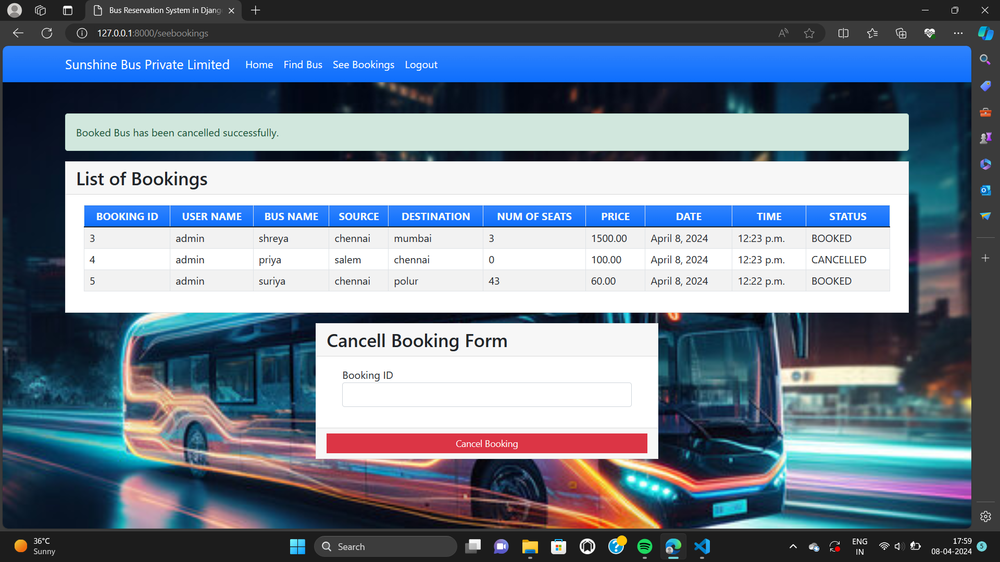 Bus Reservation System in Djang
127.0.0.1:8000/seebookings
Sunshine Bus Private Limited Home Find Bus See Bookings Logout
Booked Bus has been cancelled successfully.
List of Bookings
BOOKING ID USER NAME BUS NAME SOURCE DESTINATION NUM OF SEATS PRICE DATE TIME STATUS
3 admin shreya chennai mumbai 3 1500.00 April 8, 2024 12:23 p.m. BOOKED
4 admin priya salem chennai 0 100.00 April 8, 2024 12:23 p.m. CANCELLED
5 admin suriya chennai polur 43 60.00 April 8, 2024 12:22 p.m. BOOKED
Cancell Booking Form
Booking ID
Cancel Booking
36°C
Sunny
Search
ENG
IN
17:59
08-04-2024
5